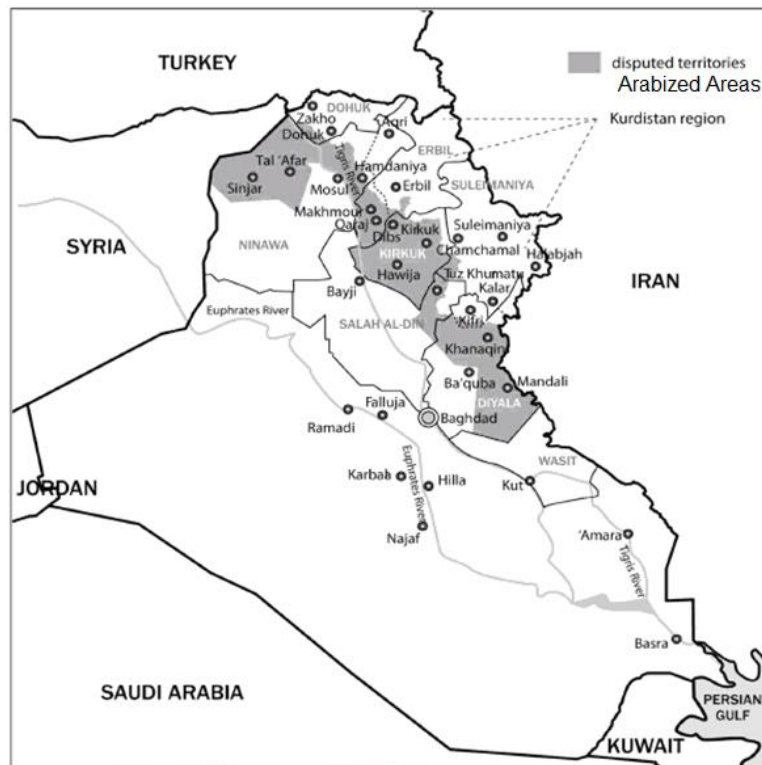 TURKEY
disputed territories
Arabized Areas
DOHUK
Zakho
Dohuk
Aqri
Kurdistan region
ERBIL
Tal 'Afar
Tigris River
Hamdaniya
Sinjar
Mosul
Erbil
SULEIMANIYA
Makhmour
Qaraj
Dibs
Kirkuk
Suleimaniya
SYRIA
NINAWA
KIRKUK
Chamchamal
Halabjah
Hawija
Tuz Khumatu
IRAN
Bayji
Kalar
Euphrates River
SALAH AL-DIN
Kifri
Khanaqin
Ba'quba
Mandali
Falluja
DIYALA
Ramadi
Baghdad
Euphrates River
WASIT
Karbala
Hilla
Kut
JORDAN
Najaf
'Amara
Tigris River
Basra
SAUDI ARABIA
PERSIAN
GULF
KUWAIT